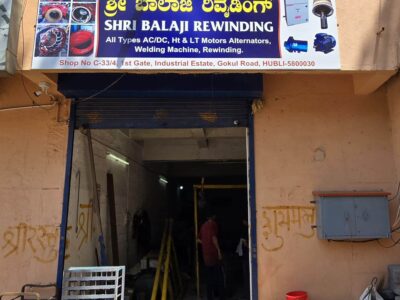 ಶ್ರೀ ಬಾಲಾಜಿ ರಿವೈಡಿಂಗ್
SHRI BALAJI REWINDING
All Types AC/DC, Ht & LT Motors Alternators,
Welding Machine, Rewinding.
Shop No C-33/4, 1st Gate, Industrial Estate, Gokul Road, HUBLI-5800030
श्री